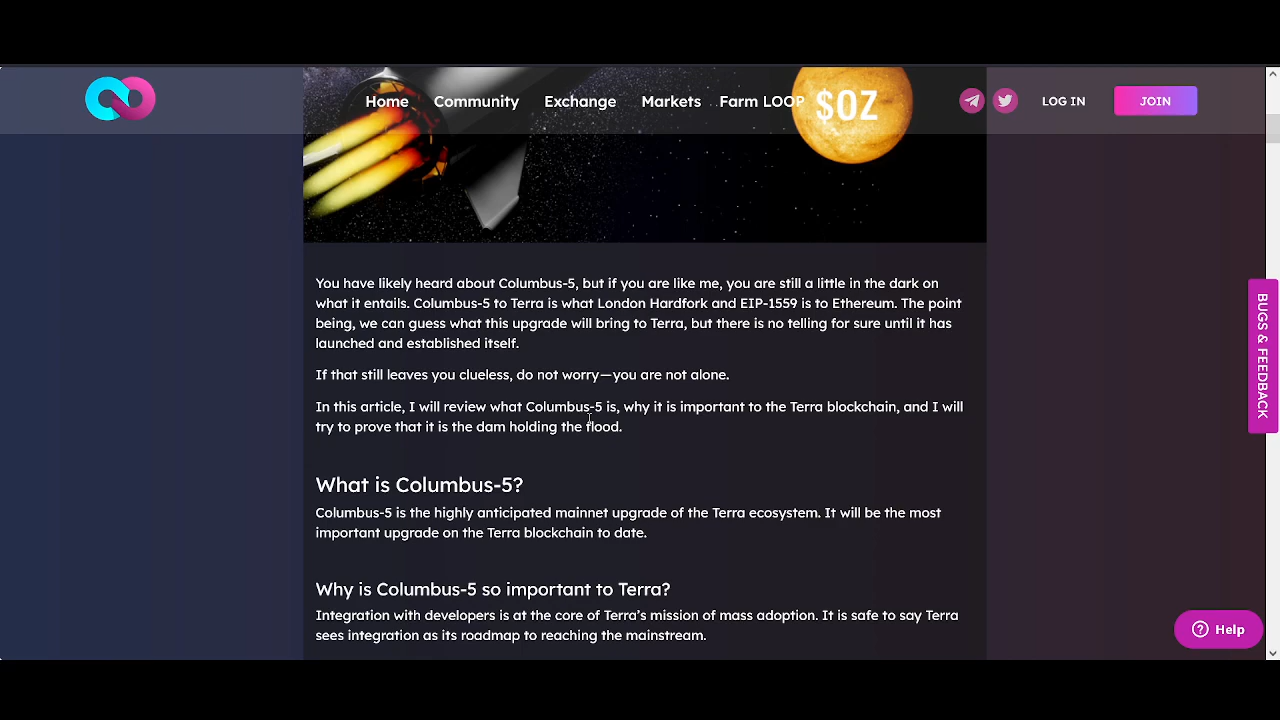 Home Community Exchange Markets Farm LOOP $OZ LOG IN JOIN
You have likely heard about Columbus-5, but if you are like me, you are still a little in the dark on
what it entails. Columbus-5 to Terra is what London Hardfork and EIP-1559 is to Ethereum. The point
being, we can guess what this upgrade will bring to Terra, but there is no telling for sure until it has
launched and established itself.
If that still leaves you clueless, do not worry—you are not alone.
In this article, I will review what Columbus-5 is, why it is important to the Terra blockchain, and I will
try to prove that it is the dam holding the flood.
What is Columbus-5?
Columbus-5 is the highly anticipated mainnet upgrade of the Terra ecosystem. It will be the most
important upgrade on the Terra blockchain to date.
Why is Columbus-5 so important to Terra?
Integration with developers is at the core of Terra's mission of mass adoption. It is safe to say Terra
sees integration as its roadmap to reaching the mainstream.
BUGS & FEEDBACK
Help